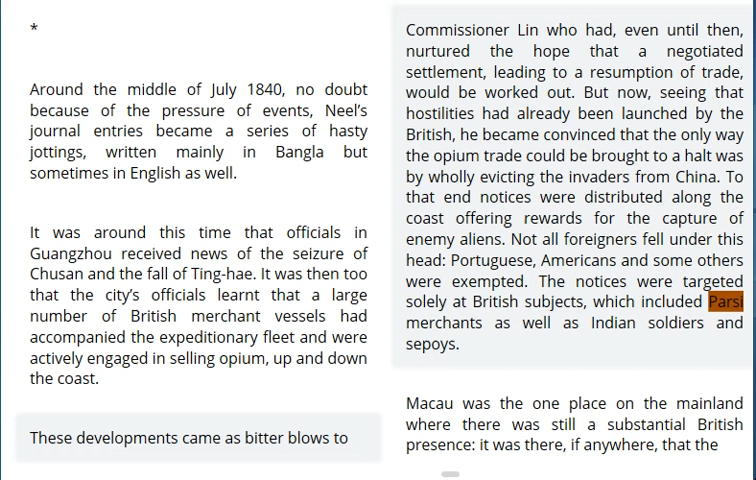 *
Around the middle of July 1840, no doubt
because of the pressure of events, Neel’s
journal entries became a series of hasty
jottings, written mainly in Bangla but
sometimes in English as well.
It was around this time that officials in
Guangzhou received news of the seizure of
Chusan and the fall of Ting-hae. It was then too
that the city’s officials learnt that a large
number of British merchant vessels had
accompanied the expeditionary fleet and were
actively engaged in selling opium, up and down
the coast.
These developments came as bitter blows to
Commissioner Lin who had, even until then,
nurtured the hope that a negotiated
settlement, leading to a resumption of trade,
would be worked out. But now, seeing that
hostilities had already been launched by the
British, he became convinced that the only way
the opium trade could be brought to a halt was
by wholly evicting the invaders from China. To
that end notices were distributed along the
coast offering rewards for the capture of
enemy aliens. Not all foreigners fell under this
head: Portuguese, Americans and some others
were exempted. The notices were targeted
solely at British subjects, which included Parsi
merchants as well as Indian soldiers and
sepoys.
Macau was the one place on the mainland
where there was still a substantial British
presence: it was there, if anywhere, that the